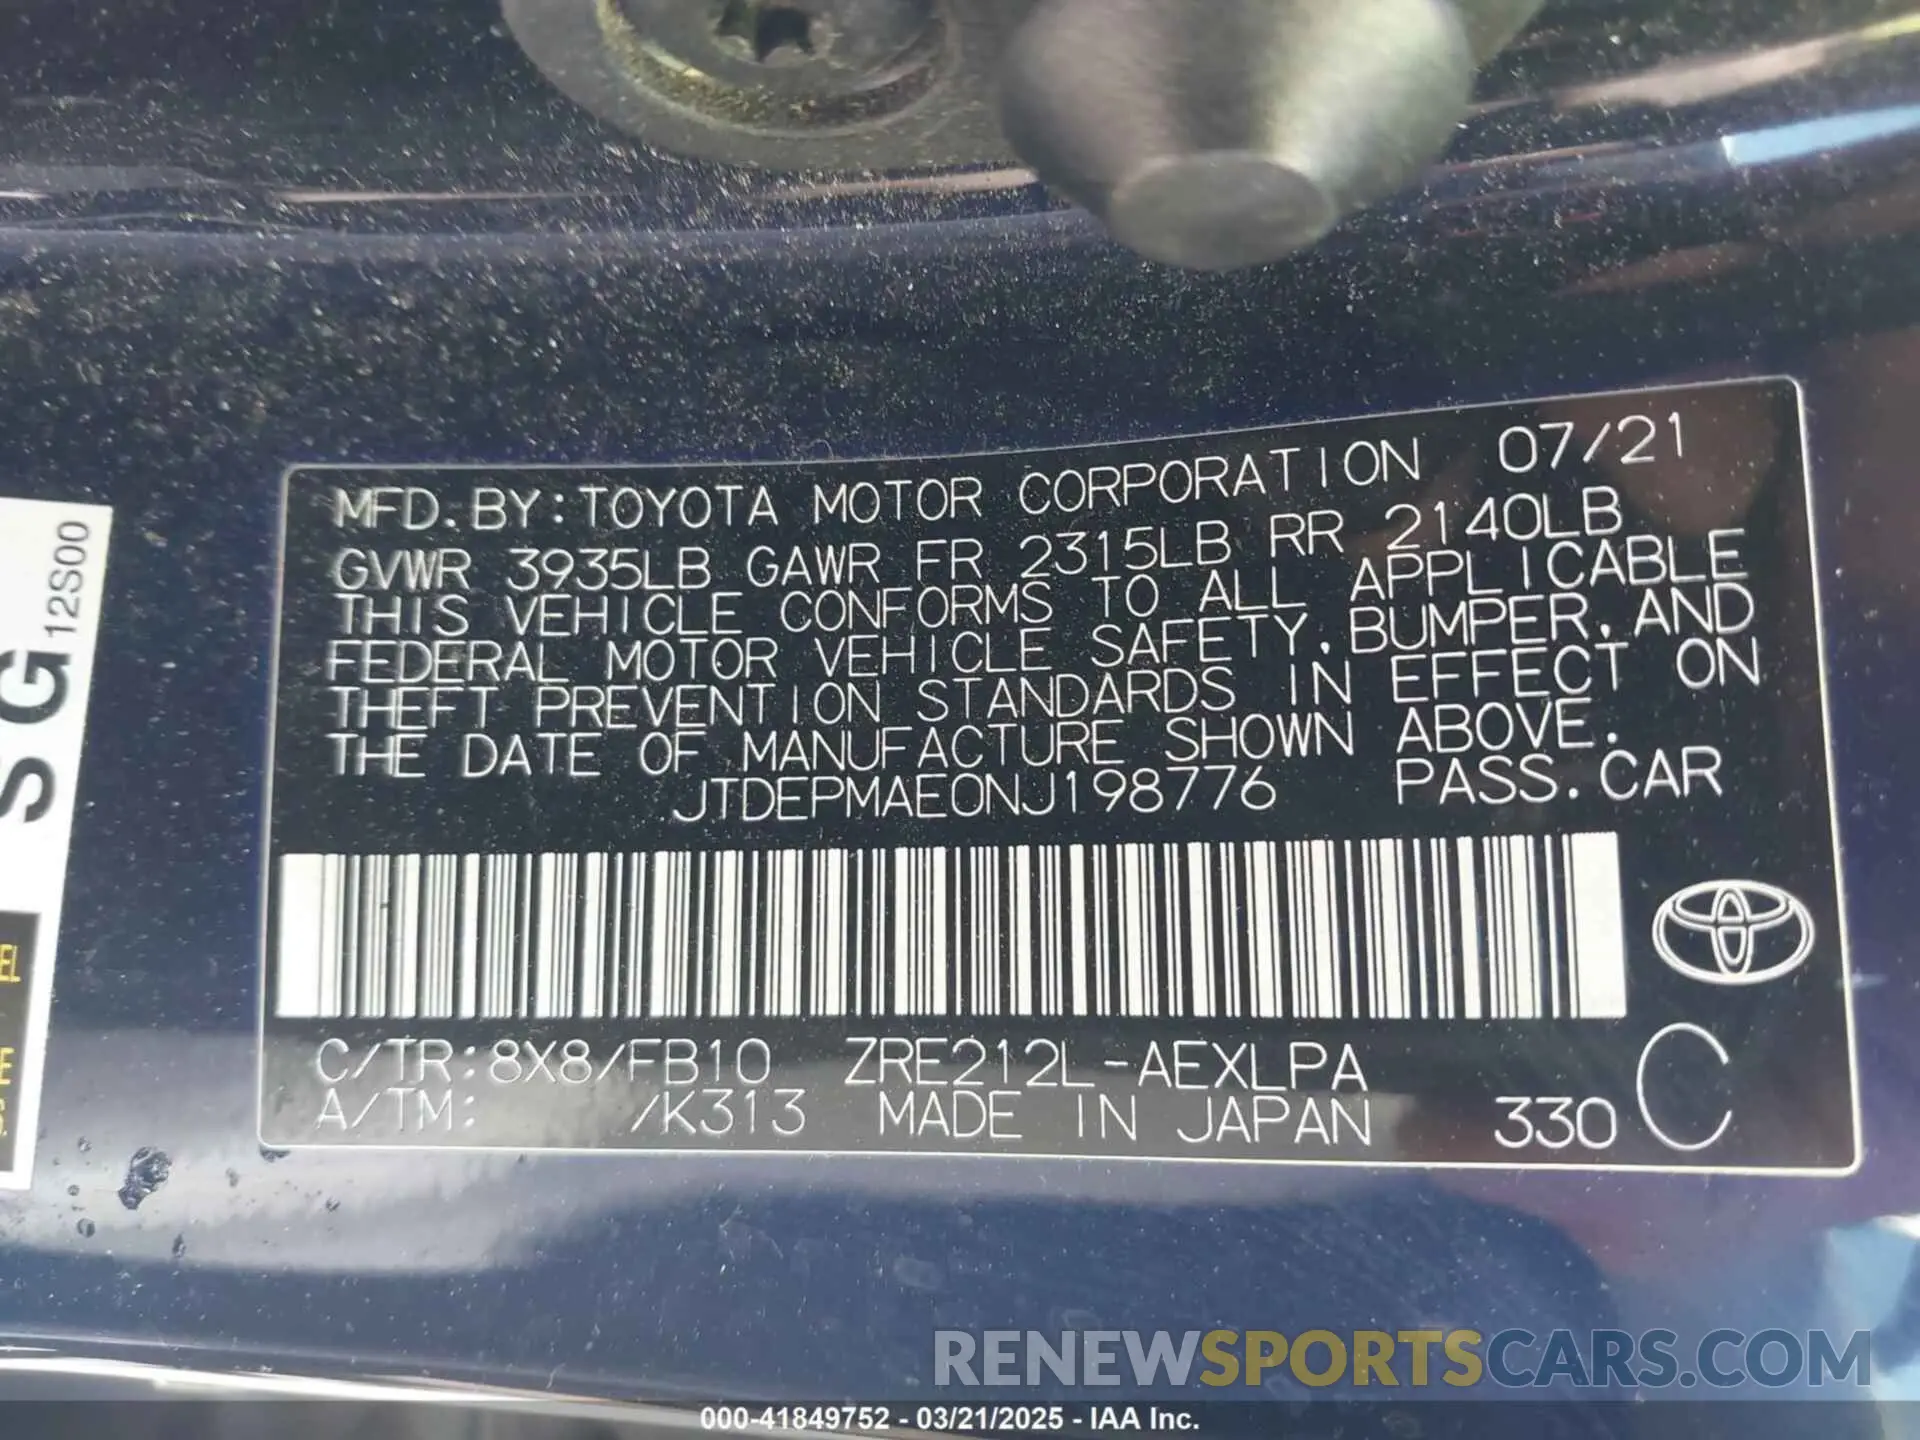 MFD. BY: TOYOTA MOTOR CORPORATION 07/21
GVWR 3935LB GAWR FR 2315LB RR 2140LB
THIS VEHICLE CONFORMS TO ALL APPLICABLE
FEDERAL MOTOR VEHICLE SAFETY, BUMPER, AND
THEFT PREVENTION STANDARDS IN EFFECT ON
THE DATE OF MANUFACTURE SHOWN ABOVE.
JTDEPMAE0NJ198776 PASS. CAR
C/TR: 8X8/FB10 ZRE212L-AEXLPA
A/TM: /K313 MADE IN JAPAN 330 C
SG 12S00
EL
RENEWSPORTSCARS.COM
000-41849752 - 03/21/2025 - IAA Inc.